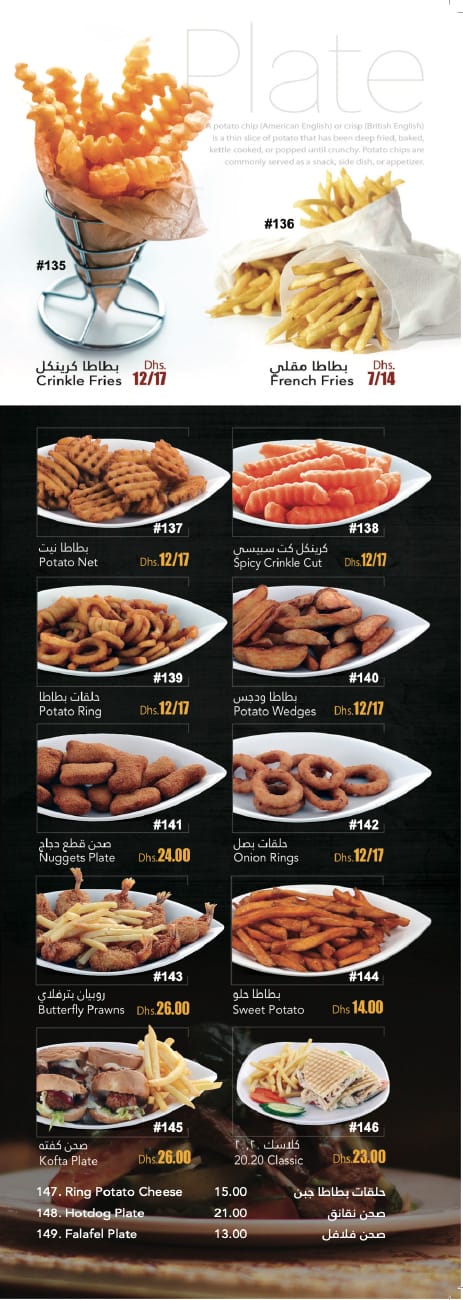 Plate
A potato chip (American English) or crisp (British English)
is a thin slice of potato that has been deep fried, baked,
kettle cooked, or popped until crunchy. Potato chips are
commonly served as a snack, side dish, or appetizer.
#135
#136
بطاطا كرينكل
Crinkle Fries
Dhs.
12/17
بطاطا مقلي
French Fries
Dhs.
7/14
#137
بطاطا نيت
Potato Net
Dhs.12/17
#138
كرينكل كت سبيسي
Spicy Crinkle Cut
Dhs.12/17
#139
حلقات بطاطا
Potato Ring
Dhs.12/17
#140
بطاطا ودجس
Potato Wedges
Dhs.12/17
#141
صحن قطع دجاج
Nuggets Plate
Dhs.24.00
#142
حلقات بصل
Onion Rings
Dhs.12/17
#143
روبيان بترفلاي
Butterfly Prawns
Dhs.26.00
#144
بطاطا حلو
Sweet Potato
Dhs 14.00
#145
صحن كفته
Kofta Plate
Dhs.26.00
#146
كلاسك ٢٠,٢٠
20.20 Classic
Dhs.23.00
147. Ring Potato Cheese 15.00 حلقات بطاطا جبن
148. Hotdog Plate 21.00 صحن نقانق
149. Falafel Plate 13.00 صحن فلافل